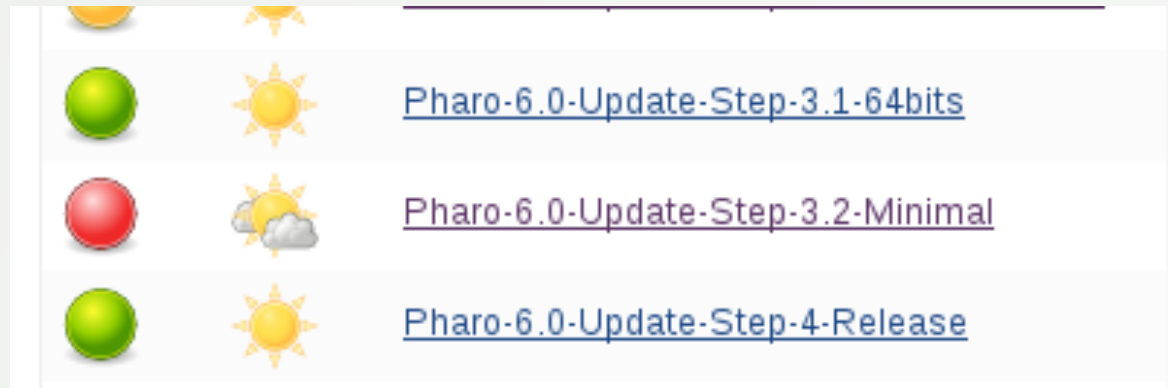 Pharo-6.0-Update-Step-3.1-64bits
Pharo-6.0-Update-Step-3.2-Minimal
Pharo-6.0-Update-Step-4-Release